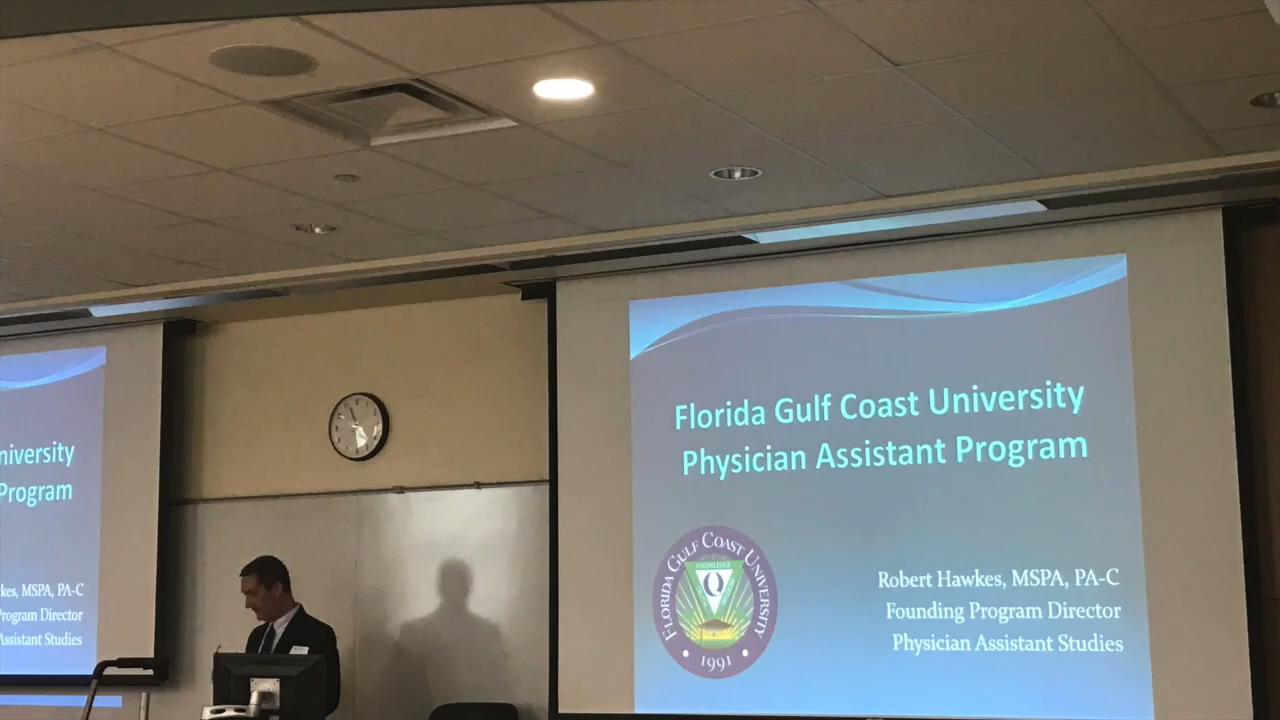 niversity
Program
kes, MSPA, PA-C
Program Director
Assistant Studies
Florida Gulf Coast University
Physician Assistant Program
FLORIDA GULF COAST UNIVERSITY
KNOWLEDGE
• 1991 •
Robert Hawkes, MSPA, PA-C
Founding Program Director
Physician Assistant Studies